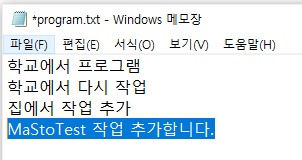 *program.txt - Windows 메모장
파일(F) 편집(E) 서식(O) 보기(V) 도움말(H)
학교에서 프로그램
학교에서 다시 작업
집에서 작업 추가
MaStoTest 작업 추가합니다.